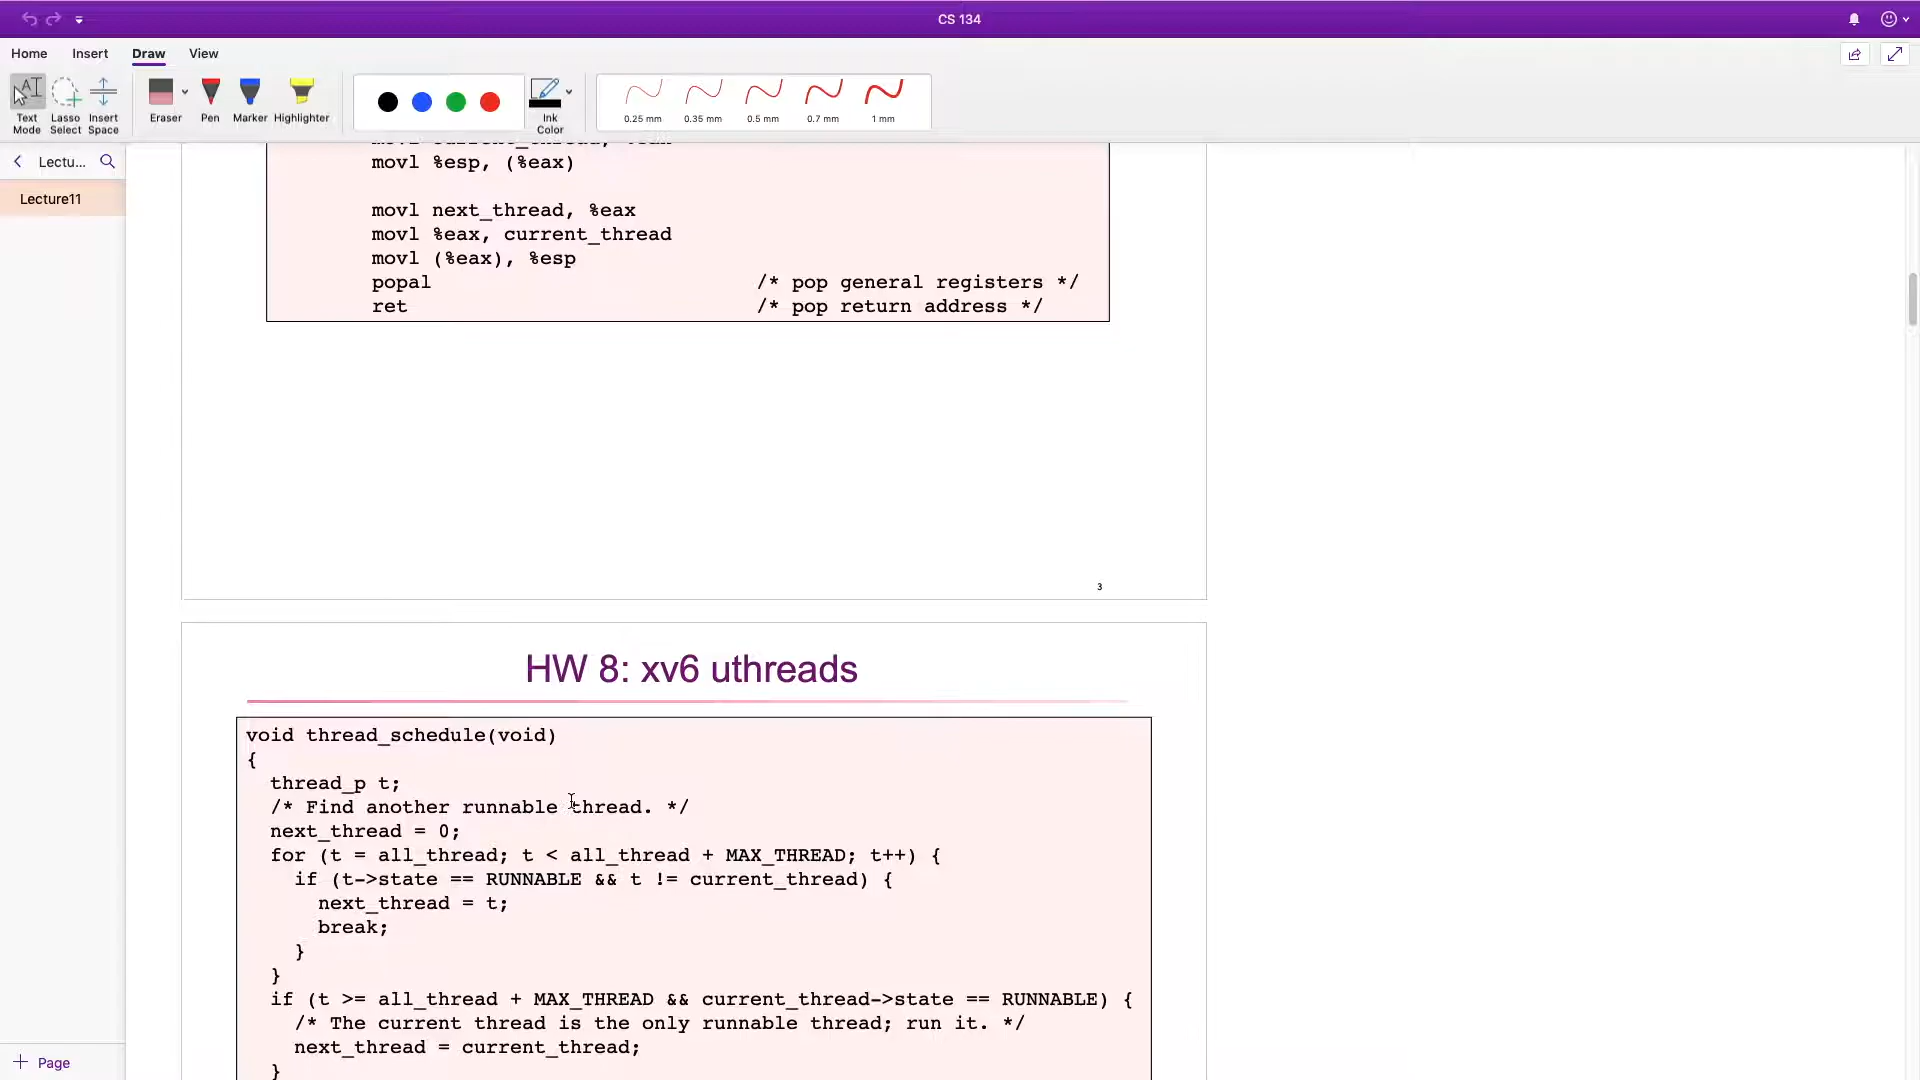 CS 134
Home Insert Draw View
Text Mode
Lasso Select
Insert Space
Eraser
Pen
Marker
Highlighter
Ink Color
0.25 mm
0.35 mm
0.5 mm
0.7 mm
1 mm
Lectu...
Lecture11
movl %esp, (%eax)
movl next_thread, %eax
movl %eax, current_thread
movl (%eax), %esp
popal /* pop general registers */
ret /* pop return address */
3
HW 8: xv6 uthreads
void thread_schedule(void)
{
thread_p t;
/* Find another runnable thread. */
next_thread = 0;
for (t = all_thread; t < all_thread + MAX_THREAD; t++) {
if (t->state == RUNNABLE && t != current_thread) {
next_thread = t;
break;
}
}
if (t >= all_thread + MAX_THREAD && current_thread->state == RUNNABLE) {
/* The current thread is the only runnable thread; run it. */
next_thread = current_thread;
}
+ Page